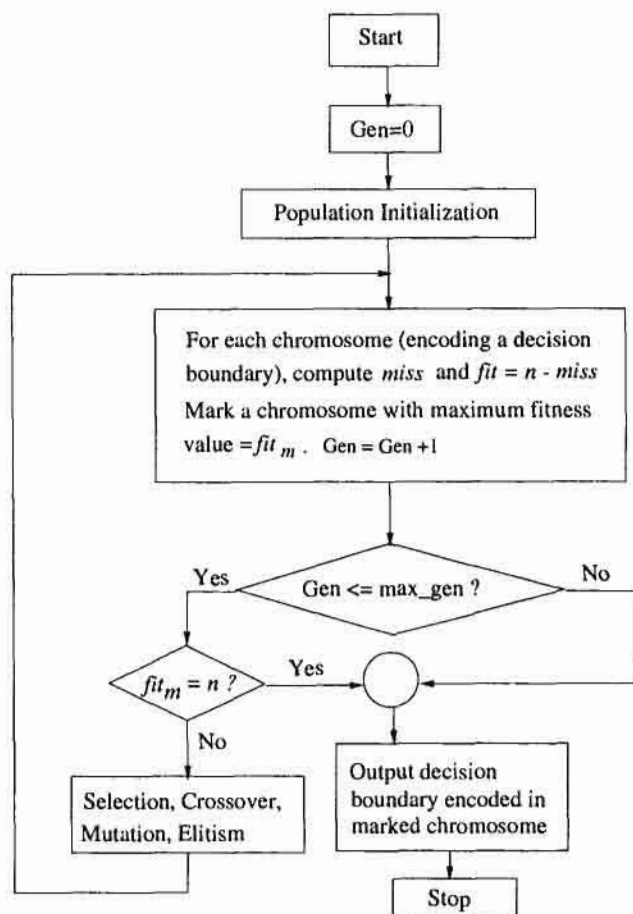 Start
Gen=0
Population Initialization
For each chromosome (encoding a decision
boundary), compute miss and fit = n - miss
Mark a chromosome with maximum fitness
value =fit m . Gen = Gen +1
Gen <= max_gen ?
Yes
No
fit m = n ?
Yes
No
Selection, Crossover,
Mutation, Elitism
Output decision
boundary encoded in
marked chromosome
Stop